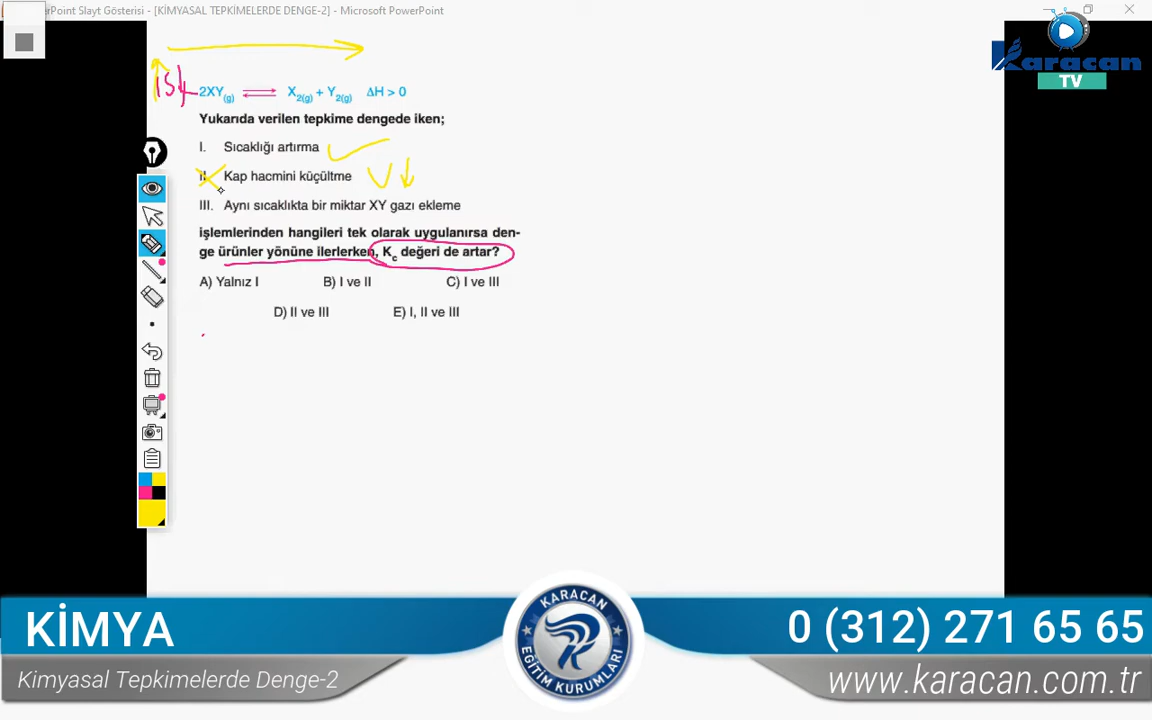 PowerPoint Slayt Gösterisi - [KİMYASAL TEPKİMELERDE DENGE-2] - Microsoft PowerPoint
Karacan
TV
ISI
2XY(g) ⇌ X2(g) + Y2(g) ΔH > 0
Yukarıda verilen tepkime dengede iken;
I. Sıcaklığı artırma
II. Kap hacmini küçültme V↓
III. Aynı sıcaklıkta bir miktar XY gazı ekleme
işlemlerinden hangileri tek olarak uygulanırsa den-
ge ürünler yönüne ilerlerken, Kc değeri de artar?
A) Yalnız I B) I ve II C) I ve III
D) II ve III E) I, II ve III
KİMYA
Kimyasal Tepkimelerde Denge-2
KARACAN
EĞİTİM KURUMLARI
0 (312) 271 65 65
www.karacan.com.tr